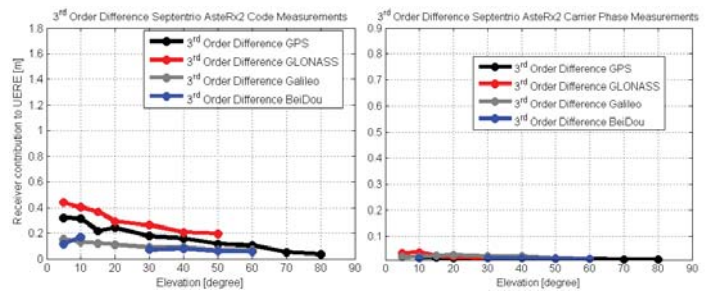 3rd Order Difference Septentrio AsteRx2 Code Measurements
1.8
1.6
1.4
1.2
1
0.8
0.6
0.4
0.2
0
0 10 20 30 40 50 60 70 80 90
Receiver contribution to UERE [m]
Elevation [degree]
3rd Order Difference GPS
3rd Order Difference GLONASS
3rd Order Difference Galileo
3rd Order Difference BeiDou
3rd Order Difference Septentrio AsteRx2 Carrier Phase Measurements
0.9
0.8
0.7
0.6
0.5
0.4
0.3
0.2
0.1
0 10 20 30 40 50 60 70 80 90
Elevation [degree]
3rd Order Difference GPS
3rd Order Difference GLONASS
3rd Order Difference Galileo
3rd Order Difference BeiDou